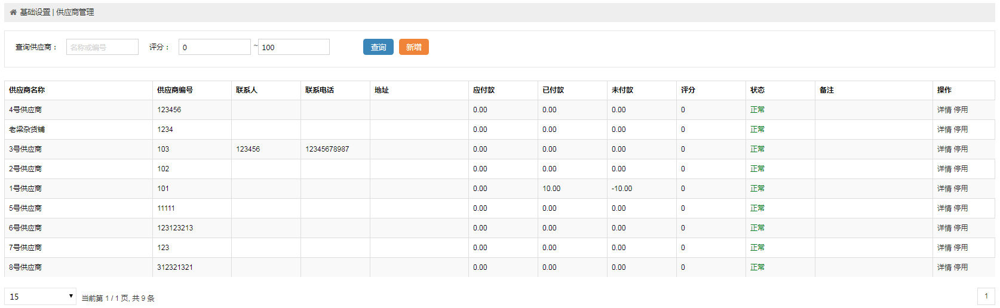 基础设置 | 供应商管理
查询供应商： 名称或编号 评分： 0 ~ 100 查询 新增
供应商名称 供应商编号 联系人 联系电话 地址 应付款 已付款 未付款 评分 状态 备注 操作
4号供应商 123456 0.00 0.00 0.00 0 正常 详情 停用
老梁杂货铺 1234 0.00 0.00 0.00 0 正常 详情 停用
3号供应商 103 123456 12345678987 0.00 0.00 0.00 0 正常 详情 停用
2号供应商 102 0.00 0.00 0.00 0 正常 详情 停用
1号供应商 101 0.00 10.00 -10.00 0 正常 详情 停用
5号供应商 11111 0.00 0.00 0.00 0 正常 详情 停用
6号供应商 123123213 0.00 0.00 0.00 0 正常 详情 停用
7号供应商 123 0.00 0.00 0.00 0 正常 详情 停用
8号供应商 312321321 0.00 0.00 0.00 0 正常 详情 停用
15 当前第 1 / 1 页, 共 9 条 1